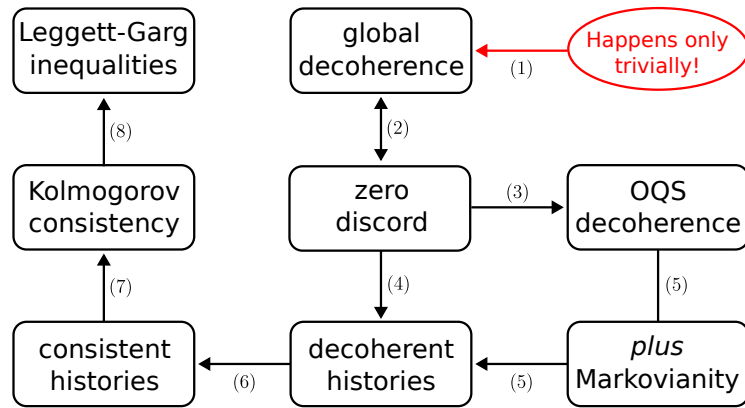 Leggett-Garg
inequalities
global
decoherence
Happens only
trivially!
(1)
(2)
(8)
Kolmogorov
consistency
zero
discord
(3)
OQS
decoherence
(7)
(4)
(5)
consistent
histories
(6)
decoherent
histories
(5)
plus
Markovianity